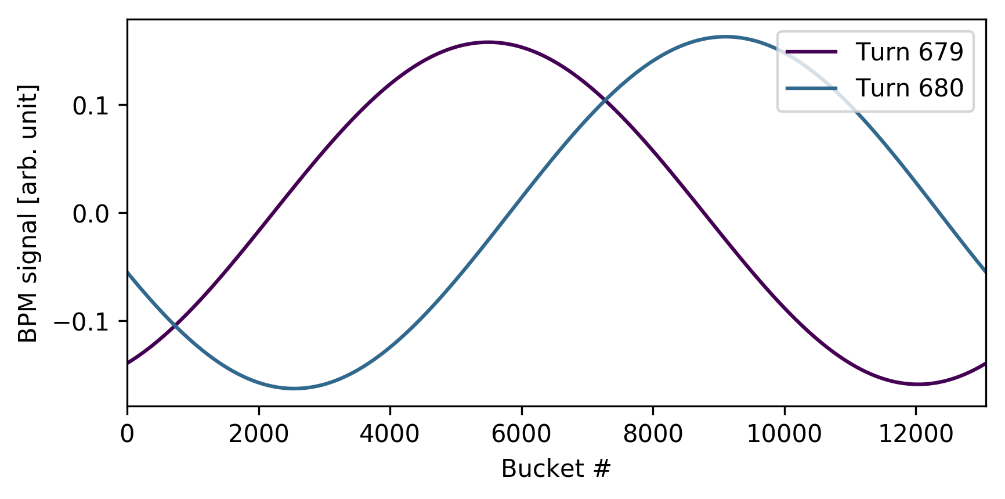 Turn 679
Turn 680
BPM signal [arb. unit]
0.1
0.0
−0.1
0 2000 4000 6000 8000 10000 12000
Bucket #